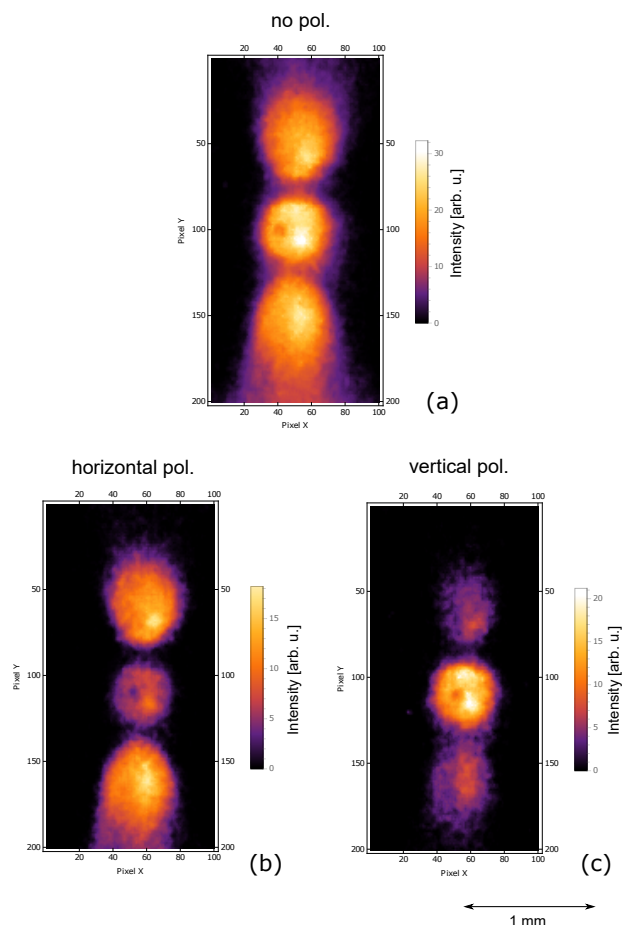 no pol.
20 40 60 80 100
50 50
100 100
150 150
200 200
20 40 60 80 100
Pixel X
Pixel Y
30
20
10
0
Intensity [arb. u.]
(a)
horizontal pol.
20 40 60 80 100
50 50
100 100
150 150
200 200
20 40 60 80 100
Pixel X
Pixel Y
15
10
5
0
Intensity [arb. u.]
(b)
vertical pol.
20 40 60 80 100
50 50
100 100
150 150
200 200
20 40 60 80 100
Pixel X
Pixel Y
20
15
10
5
0
Intensity [arb. u.]
(c)
1 mm